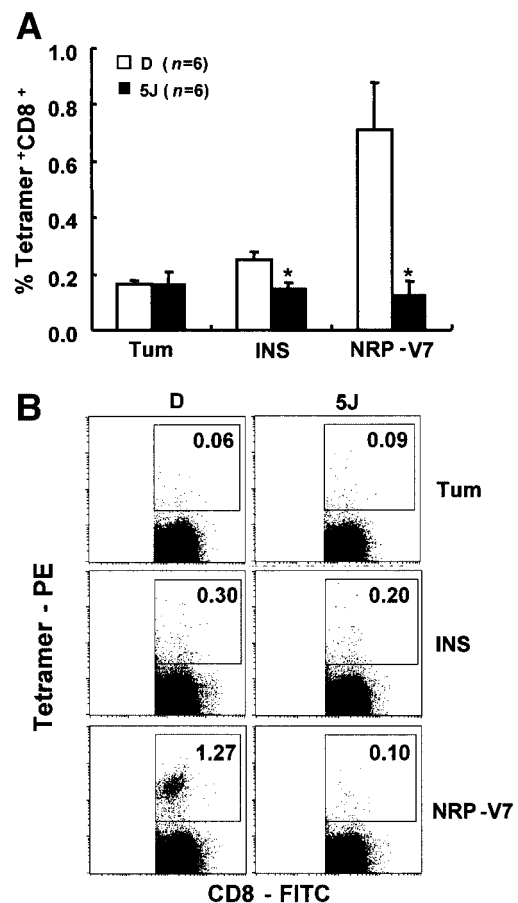 A
% Tetramer +CD8 +
1.0
0.8
0.6
0.4
0.2
0.0
D (n=6)
5J (n=6)
*
*
Tum
INS
NRP-V7
B
D
5J
Tetramer - PE
0.06
0.09
Tum
0.30
0.20
INS
1.27
0.10
NRP-V7
CD8 - FITC